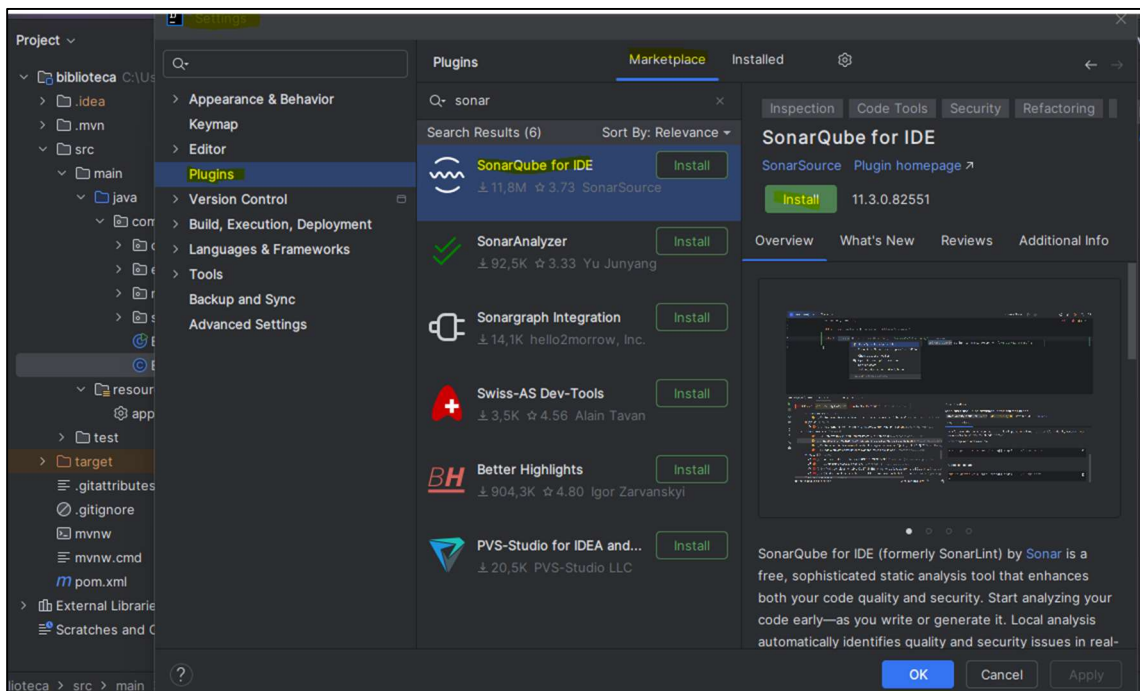 Settings
Project
biblioteca C:\Us
.idea
.mvn
src
main
java
com
resour
app
test
target
.gitattributes
.gitignore
mvnw
mvnw.cmd
pom.xml
External Librarie
Scratches and C
lioteca > src > main
Appearance & Behavior
Keymap
Editor
Plugins
Version Control
Build, Execution, Deployment
Languages & Frameworks
Tools
Backup and Sync
Advanced Settings
?
Plugins Marketplace Installed
sonar
Search Results (6) Sort By: Relevance
SonarQube for IDE Install
11,8M 3.73 SonarSource
SonarAnalyzer Install
92,5K 3.33 Yu Junyang
Sonargraph Integration Install
14,1K hello2morrow, Inc.
Swiss-AS Dev-Tools Install
3,5K 4.56 Alain Tavan
BH Better Highlights Install
904,3K 4.80 Igor Zarvanskyi
PVS-Studio for IDEA and... Install
20,5K PVS-Studio LLC
Inspection Code Tools Security Refactoring
SonarQube for IDE
SonarSource Plugin homepage
Install 11.3.0.82551
Overview What's New Reviews Additional Info
SonarQube for IDE (formerly SonarLint) by Sonar is a
free, sophisticated static analysis tool that enhances
both your code quality and security. Start analyzing your
code early—as you write or generate it. Local analysis
automatically identifies quality and security issues in real-
OK Cancel Apply